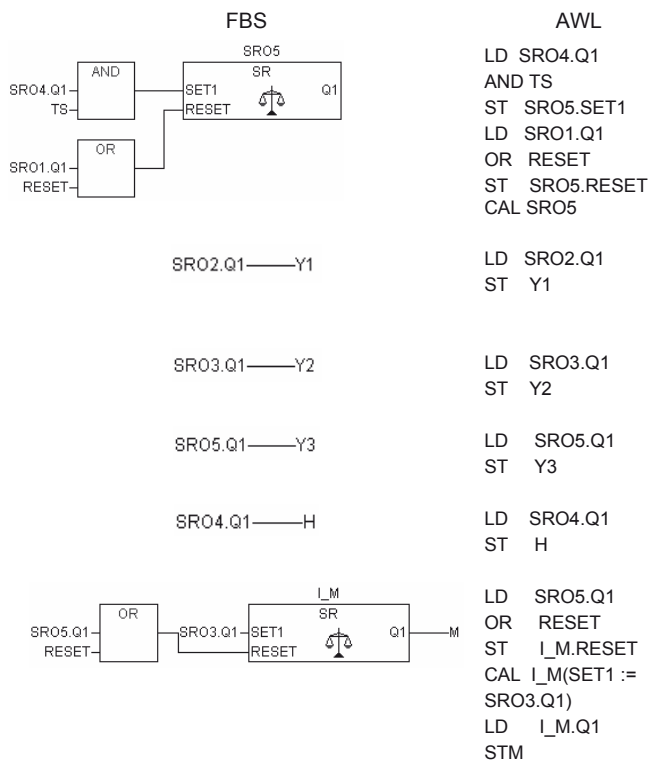 FBS AWL
SRO5
AND
SR
SRO4.Q1
TS
SET1
RESET
Q1
OR
SRO1.Q1
RESET
LD SRO4.Q1
AND TS
ST SRO5.SET1
LD SRO1.Q1
OR RESET
ST SRO5.RESET
CAL SRO5
SRO2.Q1 Y1
LD SRO2.Q1
ST Y1
SRO3.Q1 Y2
LD SRO3.Q1
ST Y2
SRO5.Q1 Y3
LD SRO5.Q1
ST Y3
SRO4.Q1 H
LD SRO4.Q1
ST H
I_M
OR
SR
SRO5.Q1
RESET
SRO3.Q1
SET1
RESET
Q1
M
LD SRO5.Q1
OR RESET
ST I_M.RESET
CAL I_M(SET1 :=
SRO3.Q1)
LD I_M.Q1
STM